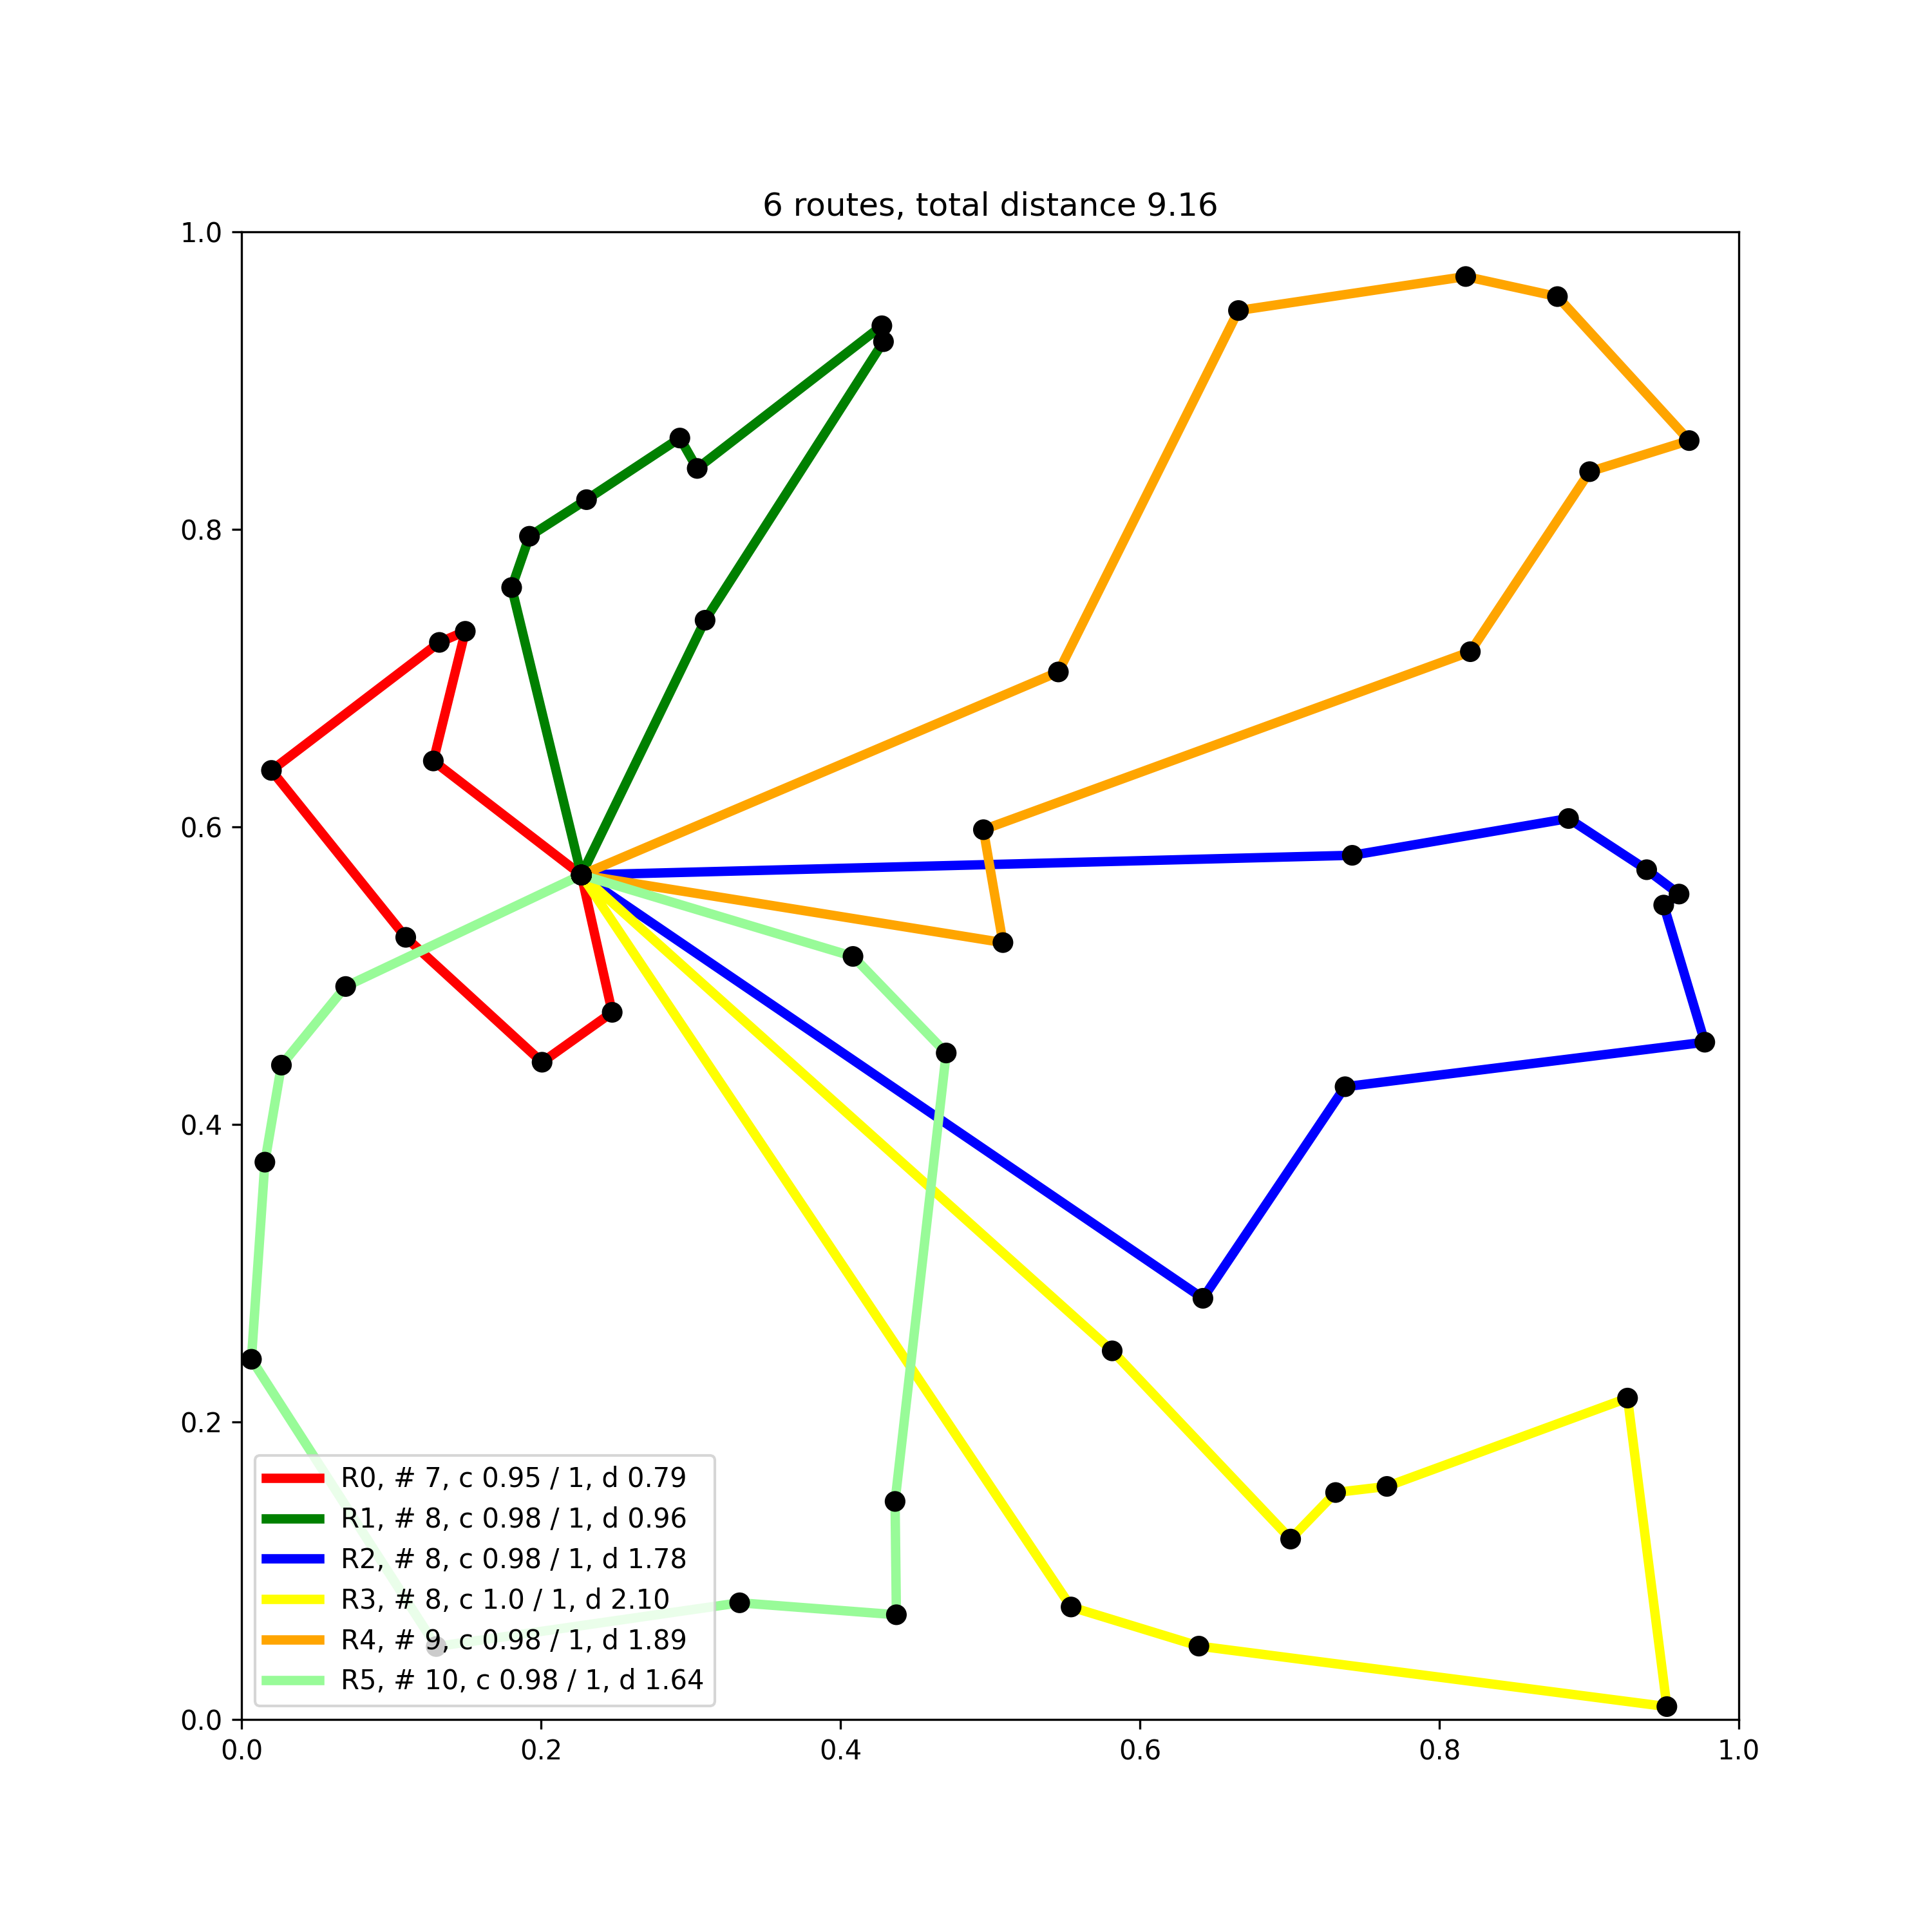 6 routes, total distance 9.16
1.0
0.8
0.6
0.4
0.2
0.0
R0, # 7, c 0.95 / 1, d 0.79
R1, # 8, c 0.98 / 1, d 0.96
R2, # 8, c 0.98 / 1, d 1.78
R3, # 8, c 1.0 / 1, d 2.10
R4, # 9, c 0.98 / 1, d 1.89
R5, # 10, c 0.98 / 1, d 1.64
0.0 0.2 0.4 0.6 0.8 1.0